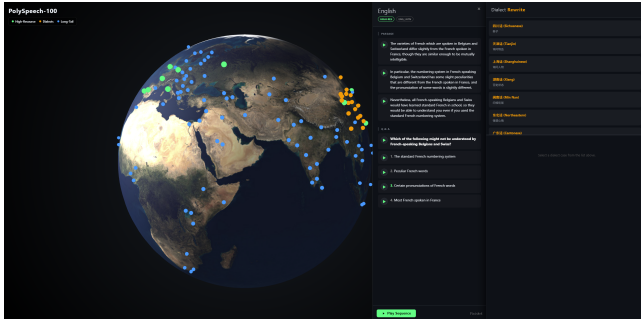 PolySpeech-100
High-Resource
Dialects
Long-Tail
English
PASSAGE
The varieties of French which are spoken in Belgium and
Switzerland differ slightly from the French spoken in
France, though they are similar enough to be mutually
intelligible.
In particular, the numbering system in French-speaking
Belgium and Switzerland has some slight peculiarities
that are different from the French spoken in France, and
the pronunciation of some words is slightly different.
Nevertheless, all French-speaking Belgians and Swiss
would have learned standard French in school, so they
would be able to understand you even if you used the
standard French numbering system.
Q & A
Which of the following might not be understood by
French-speaking Belgians and Swiss?
1. The standard French numbering system
2. Peculiar French words
3. Certain pronunciations of French words
4. Most French spoken in France
Play Sequence
Dialect Rewrite
四川话 (Sichuanese)
天津话 (Tianjin)
上海话 (Shanghainese)
闽南话 (Min Nan)
东北话 (Northeastern)
广东话 (Cantonese)